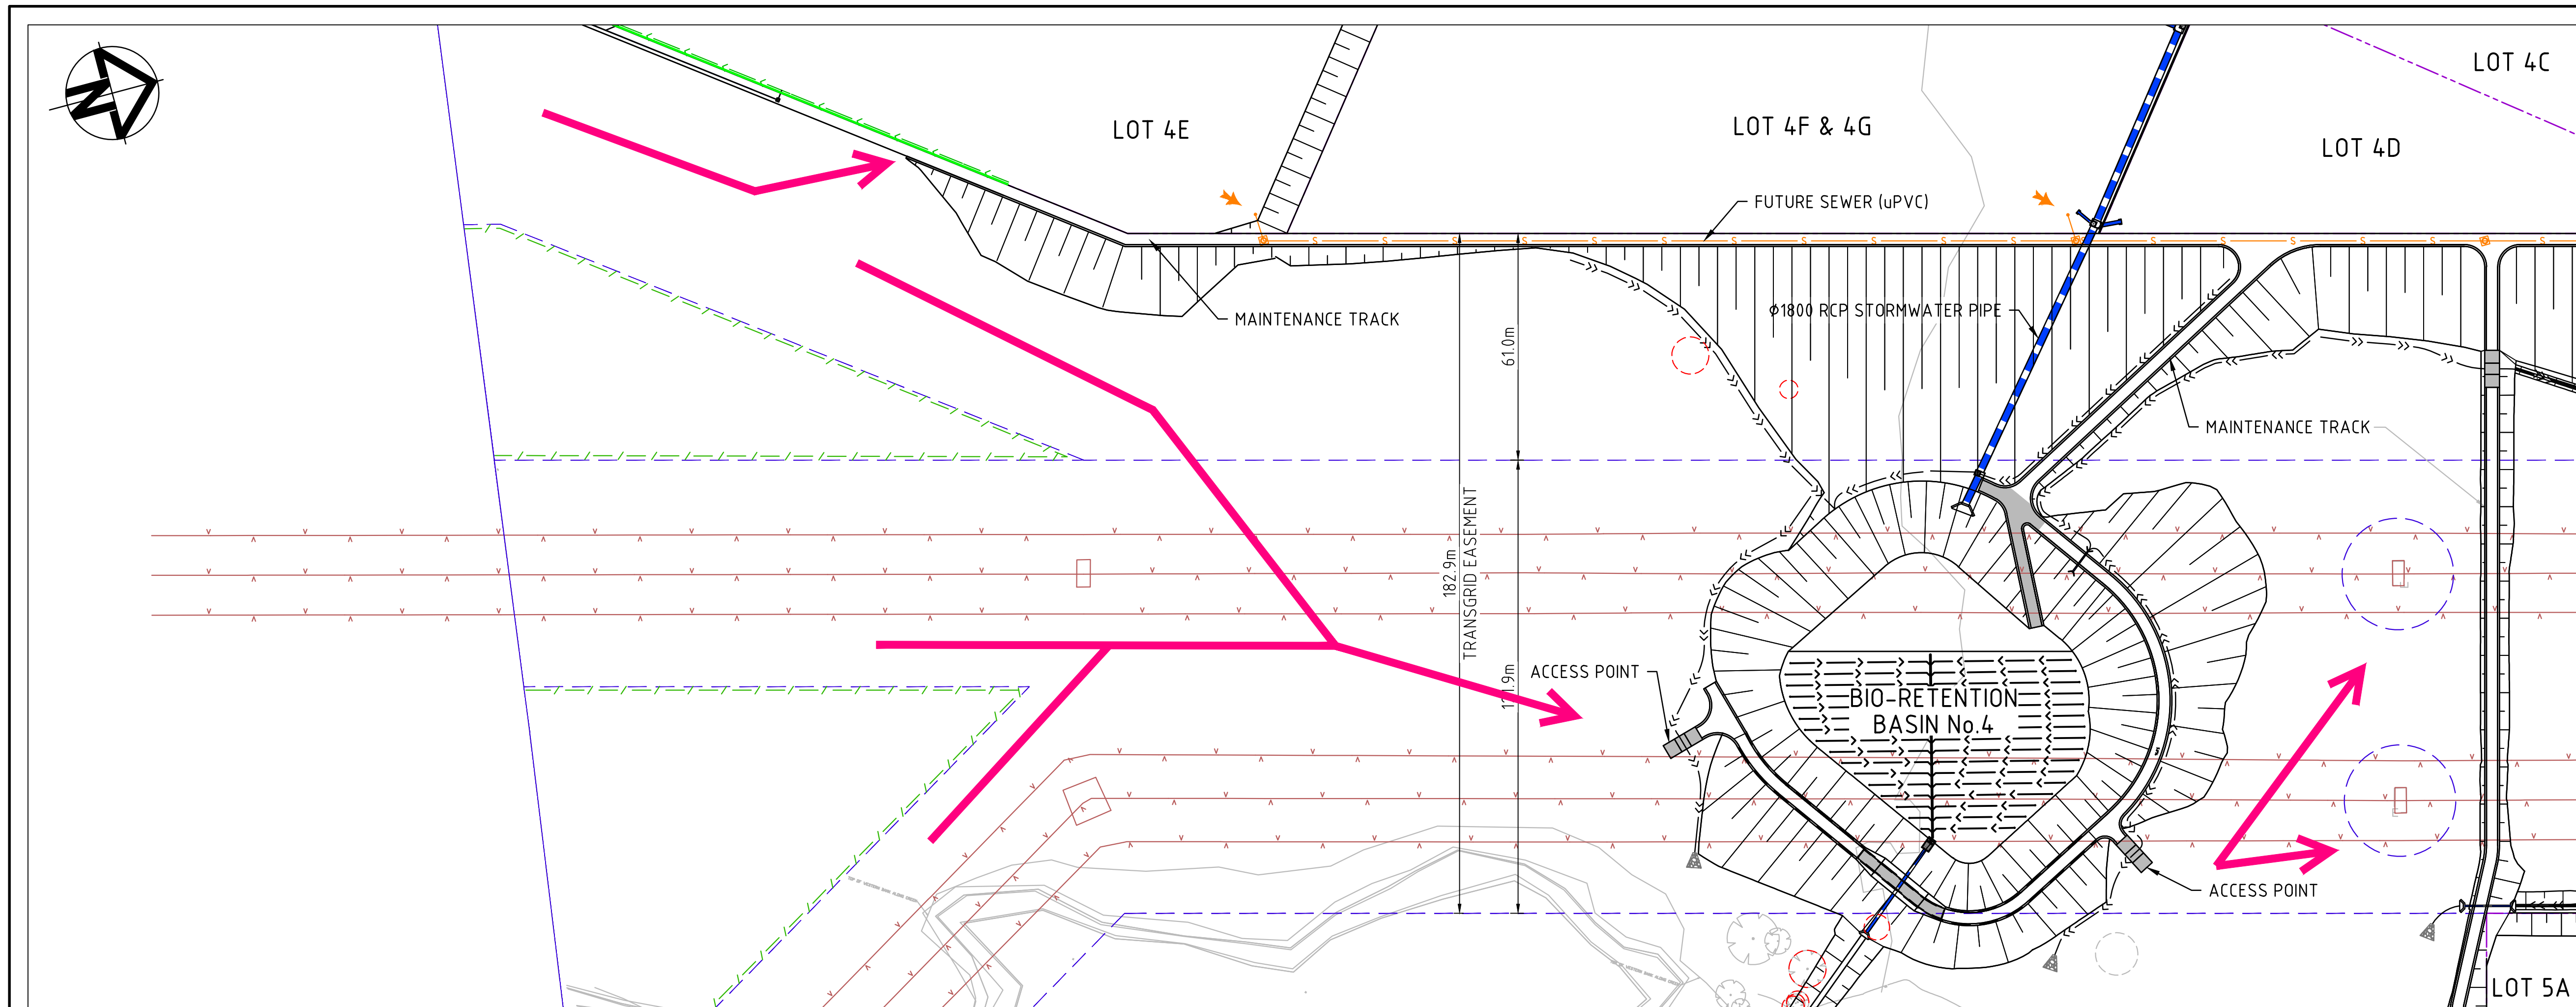 N
LOT 4C
LOT 4E
LOT 4F & 4G
LOT 4D
FUTURE SEWER (uPVC)
S S S S S S S S S S S S S S S
Ø1800 RCP STORMWATER PIPE
MAINTENANCE TRACK
61.0m
MAINTENANCE TRACK
182.9m
TRANSGRID EASEMENT
ACCESS POINT
BIO-RETENTION
BASIN No.4
ACCESS POINT
LOT 5A